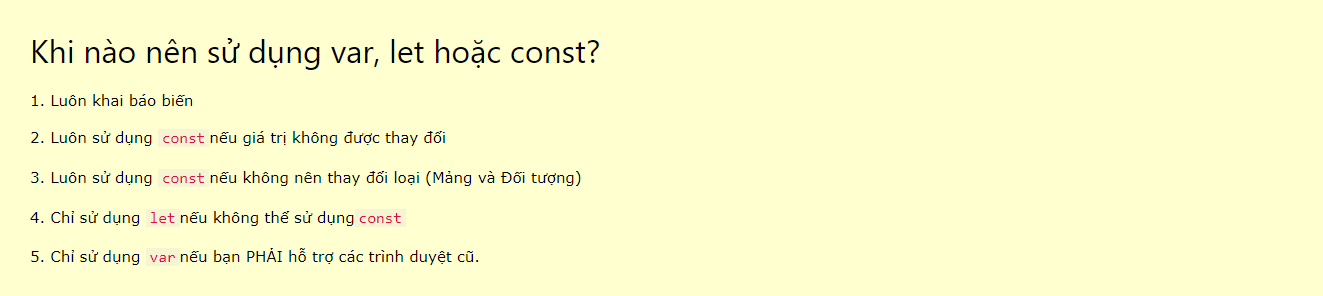 Khi nào nên sử dụng var, let hoặc const?
1. Luôn khai báo biến
2. Luôn sử dụng const nếu giá trị không được thay đổi
3. Luôn sử dụng const nếu không nên thay đổi loại (Mảng và Đối tượng)
4. Chỉ sử dụng let nếu không thể sử dụng const
5. Chỉ sử dụng var nếu bạn PHẢI hỗ trợ các trình duyệt cũ.